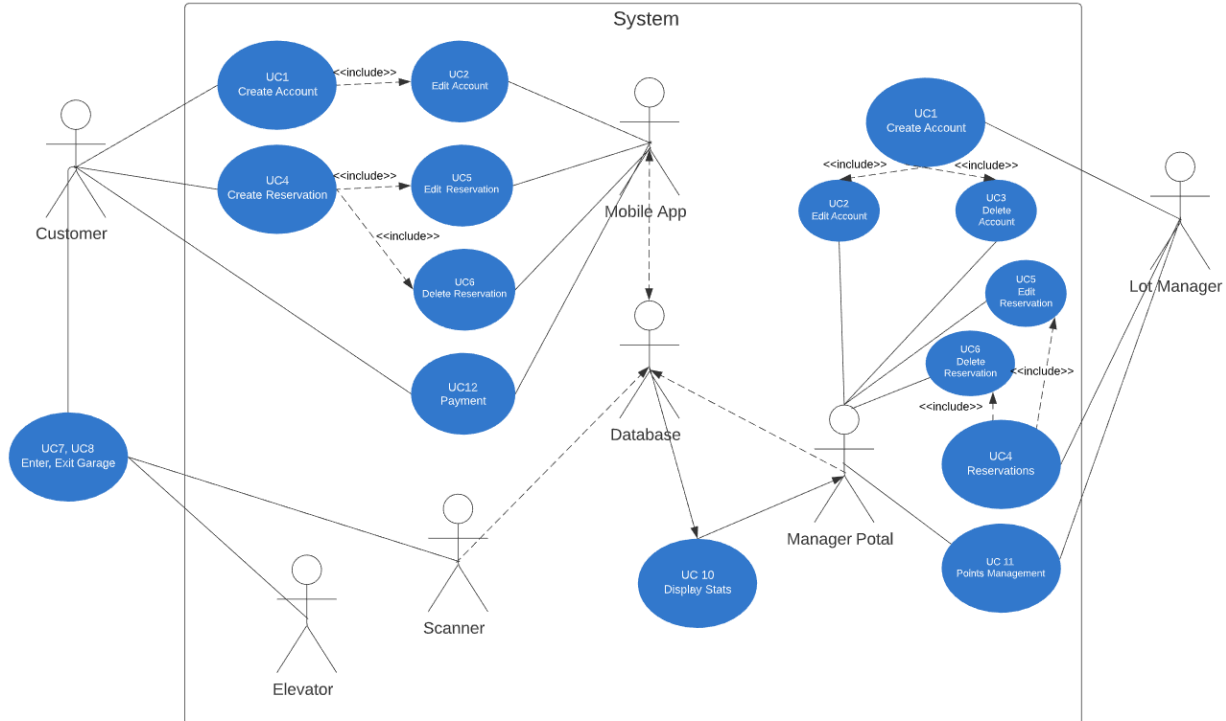 System
UC1
Create Account
<<include>>
UC2
Edit Account
UC4
Create Reservation
<<include>>
UC5
Edit Reservation
<<include>>
UC6
Delete Reservation
UC12
Payment
Customer
UC7, UC8
Enter, Exit Garage
Elevator
Scanner
Mobile App
Database
UC 10
Display Stats
Manager Potal
UC1
Create Account
<<include>>
<<include>>
UC2
Edit Account
UC3
Delete
Account
UC5
Edit
Reservation
UC6
Delete
Reservation
<<include>>
<<include>>
UC4
Reservations
UC 11
Points Management
Lot Manager